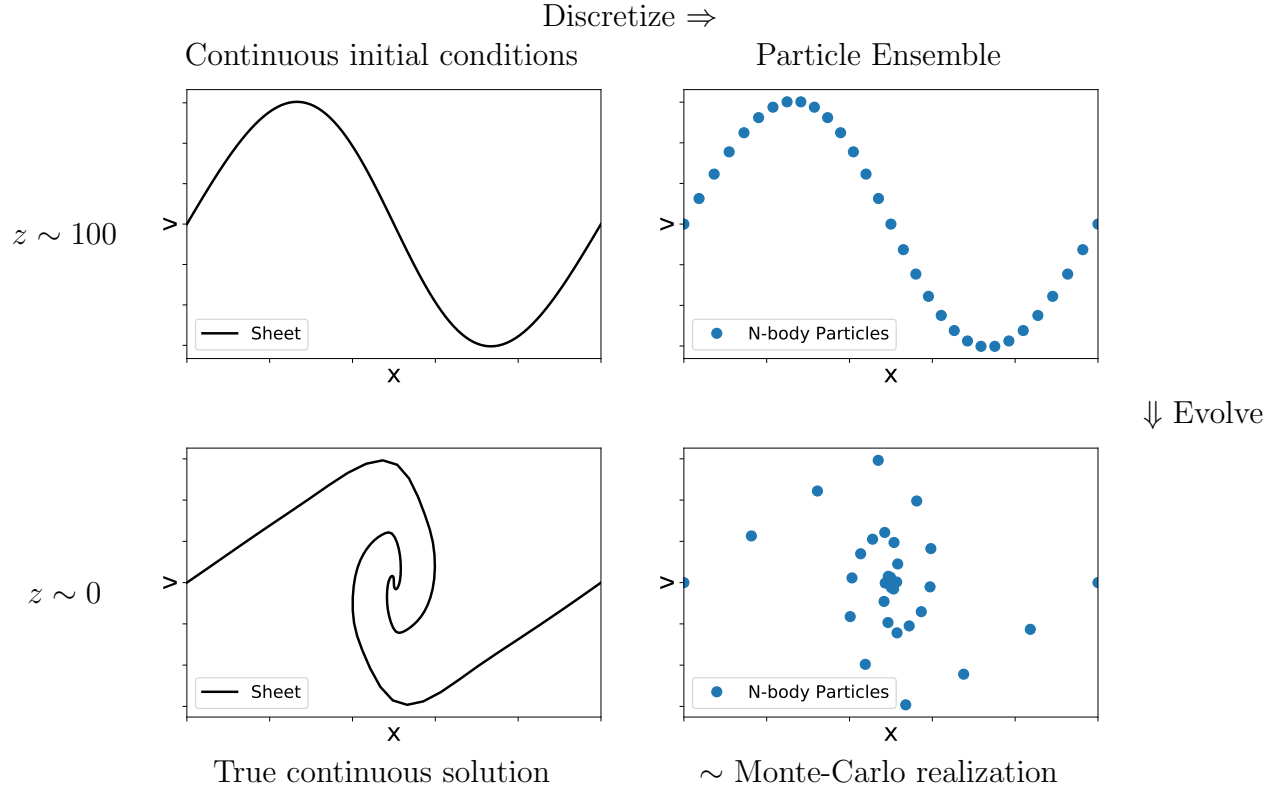 Discretize ⇒
Continuous initial conditions
Particle Ensemble
z ∼ 100
v
Sheet
x
v
N-body Particles
x
⇓ Evolve
z ∼ 0
v
Sheet
x
v
N-body Particles
x
True continuous solution
∼ Monte-Carlo realization